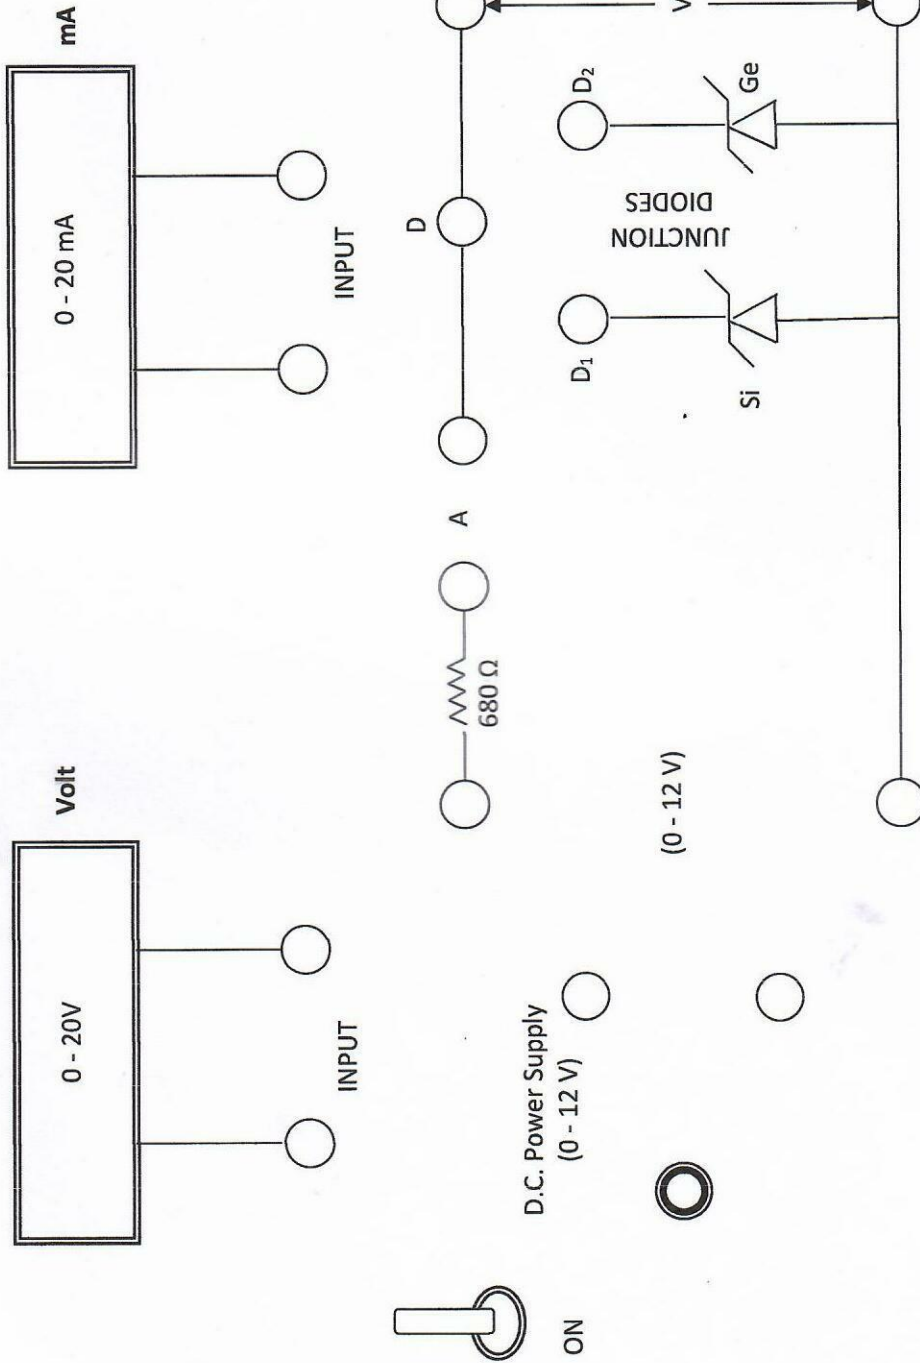 0 - 20V
Volt
INPUT
0 - 20 mA
mA
INPUT
680 Ω
A
D
V
D₁
D₂
JUNCTION
DIODES
Si
Ge
D.C. Power Supply
(0 - 12 V)
(0 - 12 V)
ON